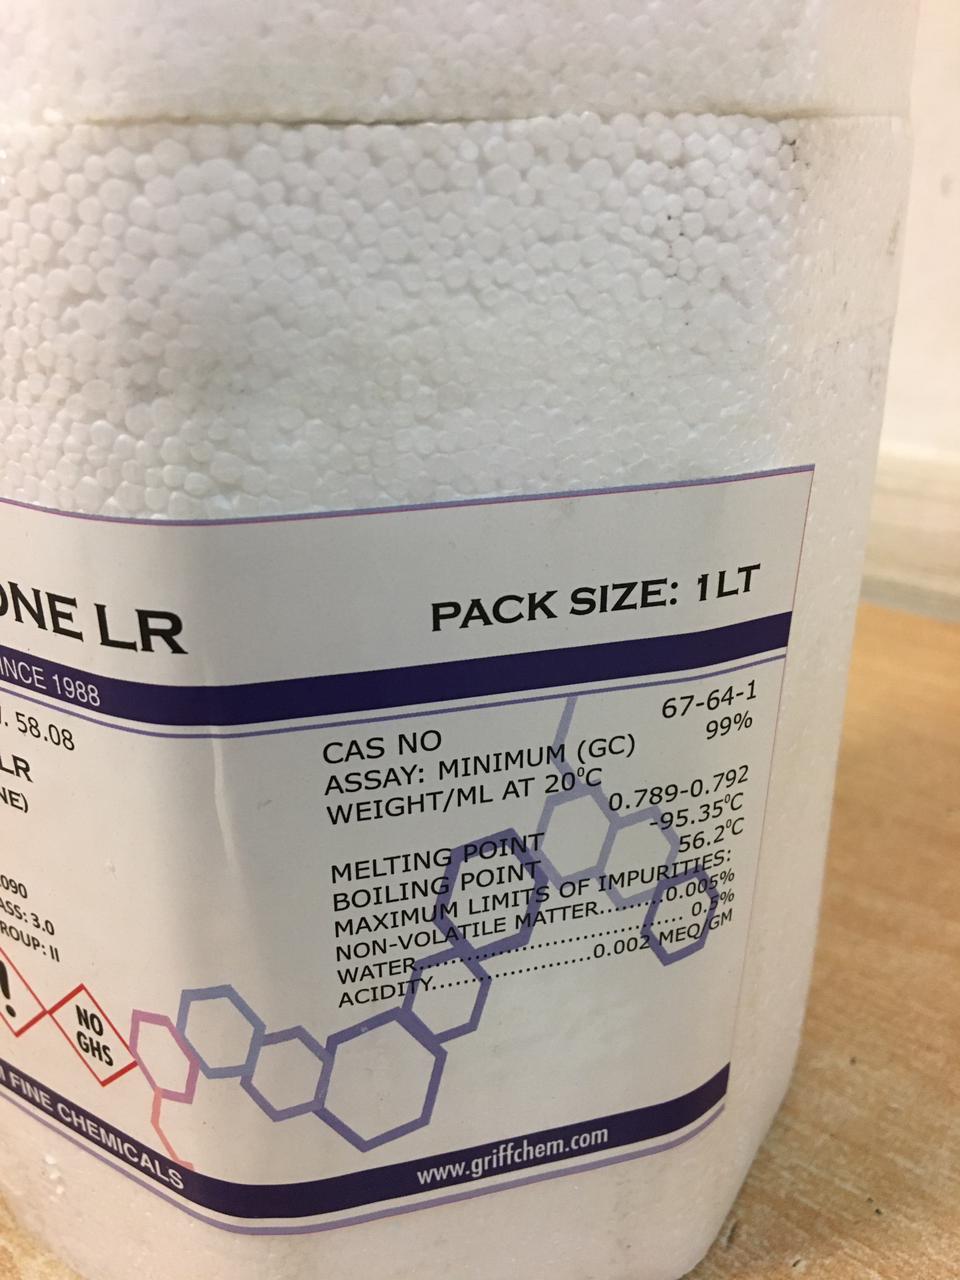 ONE LR
PACK SIZE: 1LT
SINCE 1988
. 58.08
LR
NE)
090
ASS: 3.0
ROUP: II
!
NO
GHS
FINE CHEMICALS
CAS NO 67-64-1
ASSAY: MINIMUM (GC) 99%
WEIGHT/ML AT 20°C
0.789-0.792
MELTING POINT -95.35°C
BOILING POINT 56.2°C
MAXIMUM LIMITS OF IMPURITIES:
NON-VOLATILE MATTER.........0.005%
WATER........................................ 0.5%
ACIDITY......................0.002 MEQ/GM
www.griffchem.com